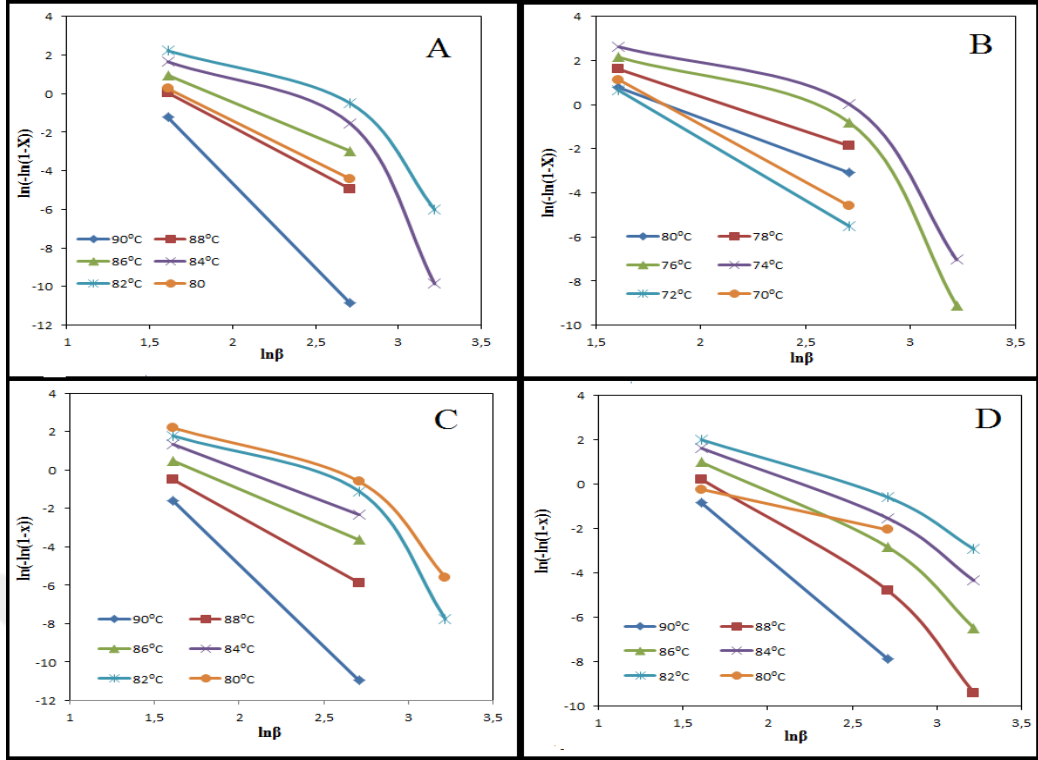 A
4
2
0
-2
-4
-6
-8
-10
-12
ln(-ln(1-X))
90°C 88°C
86°C 84°C
82°C 80
1 1,5 2 2,5 3 3,5
lnβ
B
4
2
0
-2
-4
-6
-8
-10
ln(-ln(1-X))
80°C 78°C
76°C 74°C
72°C 70°C
1,5 2 2,5 3 3,5
lnβ
C
4
2
0
-2
-4
-6
-8
-10
-12
ln(-ln(1-x))
90°C 88°C
86°C 84°C
82°C 80°C
1 1,5 2 2,5 3 3,5
lnβ
D
4
2
0
-2
-4
-6
-8
-10
ln(-ln(1-x))
90°C 88°C
86°C 84°C
82°C 80°C
1 1,5 2 2,5 3 3,5
lnβ